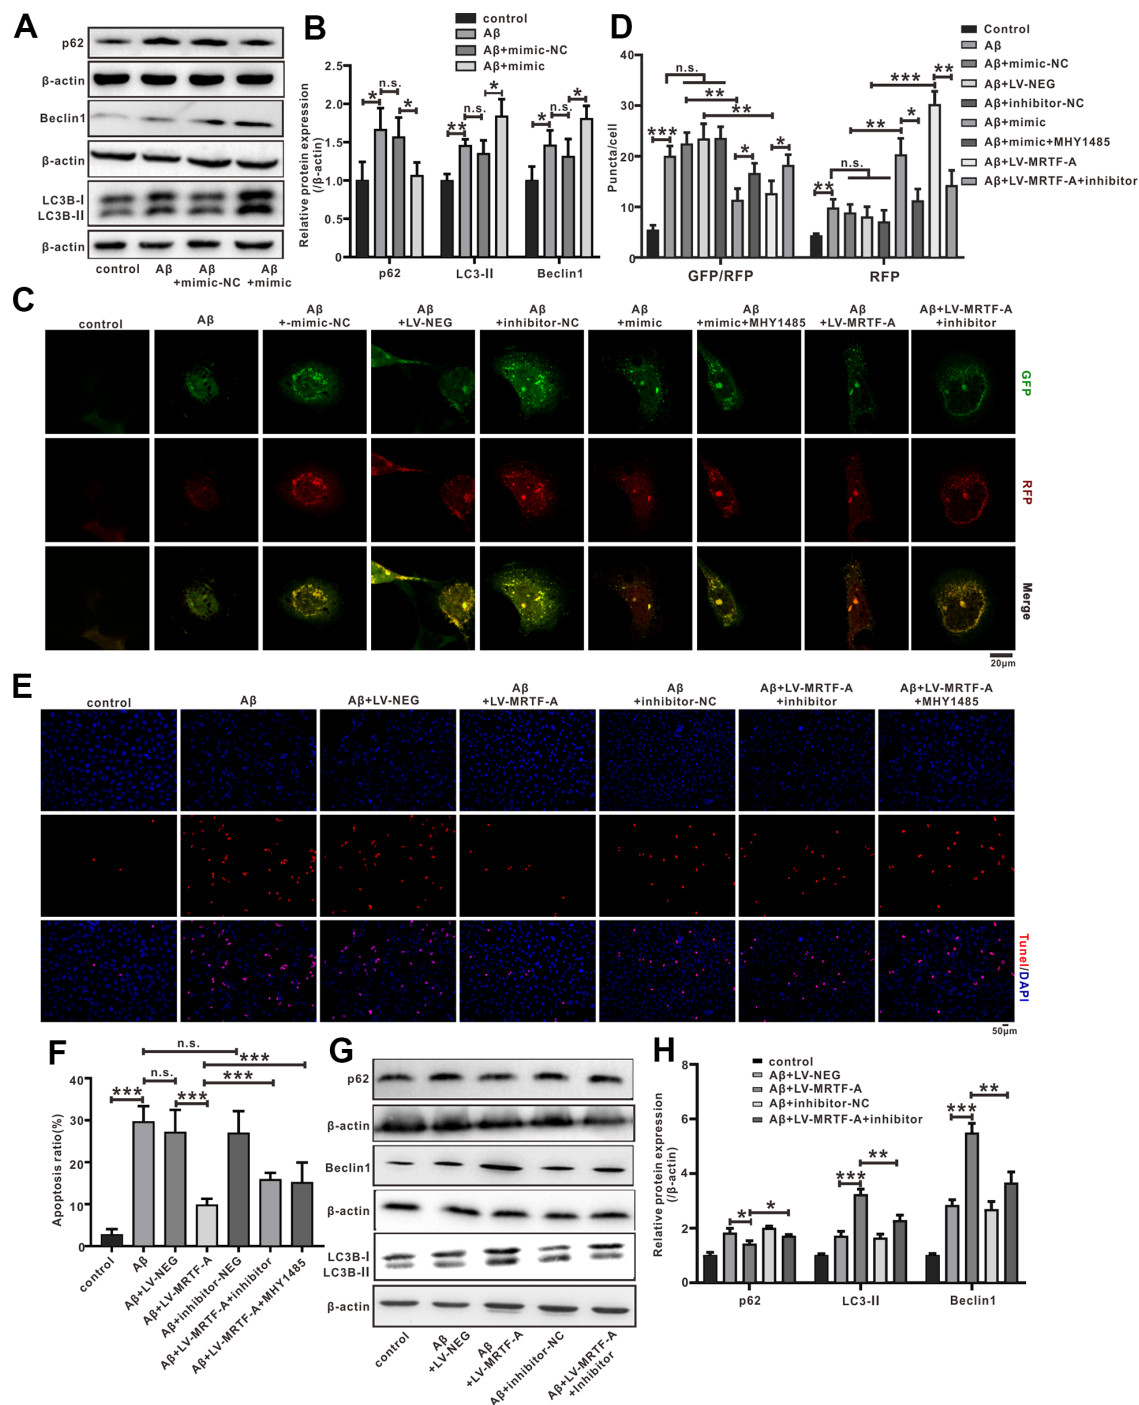 A
p62
β-actin
Beclin1
β-actin
LC3B-I
LC3B-II
β-actin
control
Aβ
Aβ
+mimic-NC
Aβ
+mimic
B
control
Aβ
Aβ+mimic-NC
Aβ+mimic
Relative protein expression
(/β-actin)
2.5
2.0
1.5
1.0
0.5
0
* n.s. *
** n.s. *
* n.s. *
p62
LC3-II
Beclin1
D
Control
Aβ
Aβ+mimic-NC
Aβ+LV-NEG
Aβ+inhibitor-NC
Aβ+mimic
Aβ+mimic+MHY1485
Aβ+LV-MRTF-A
Aβ+LV-MRTF-A+inhibitor
Puncta/cell
40
30
20
10
0
n.s.
**
**
***
*
*
***
**
**
*
n.s.
**
GFP/RFP
RFP
C
control
Aβ
Aβ
+-mimic-NC
Aβ
+LV-NEG
Aβ
+inhibitor-NC
Aβ
+mimic
Aβ
+mimic+MHY1485
Aβ
+LV-MRTF-A
Aβ+LV-MRTF-A
+inhibitor
GFP
RFP
Merge
20μm
E
control
Aβ
Aβ+LV-NEG
Aβ
+LV-MRTF-A
Aβ
+inhibitor-NC
Aβ+LV-MRTF-A
+inhibitor
Aβ+LV-MRTF-A
+MHY1485
Tunel/DAPI
50μm
F
Apoptosis ratio(%)
40
30
20
10
0
n.s.
***
n.s.
***
***
***
control
Aβ
Aβ+LV-NEG
Aβ+LV-MRTF-A
Aβ+inhibitor-NEG
Aβ+LV-MRTF-A+inhibitor
Aβ+LV-MRTF-A+MHY1485
G
p62
β-actin
Beclin1
β-actin
LC3B-I
LC3B-II
β-actin
control
Aβ
+LV-NEG
Aβ
+LV-MRTF-A
Aβ+inhibitor-NC
Aβ+LV-MRTF-A
+Inhibitor
H
control
Aβ+LV-NEG
Aβ+LV-MRTF-A
Aβ+inhibitor-NC
Aβ+LV-MRTF-A+inhibitor
Relative protein expression
(/β-actin)
8
6
4
2
0
* *
*** **
*** **
p62
LC3-II
Beclin1